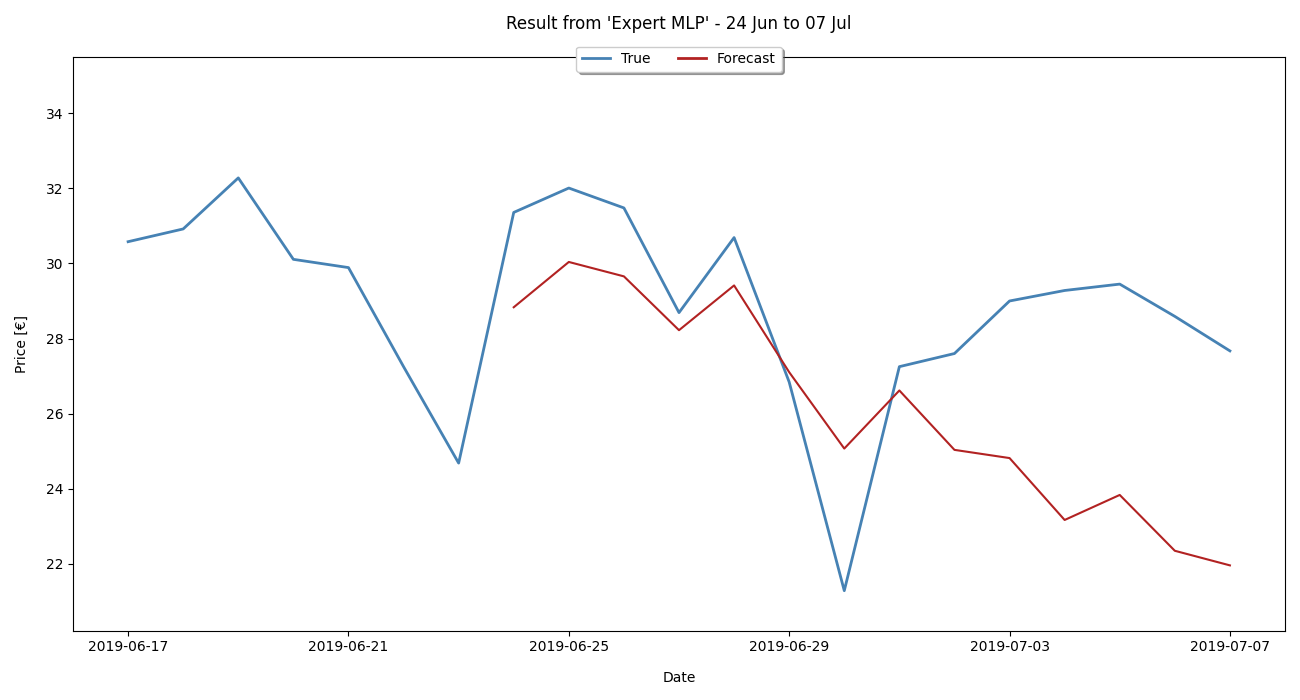 Result from 'Expert MLP' - 24 Jun to 07 Jul
True Forecast
34
32
30
28
26
24
22
Price [€]
2019-06-17 2019-06-21 2019-06-25 2019-06-29 2019-07-03 2019-07-07
Date